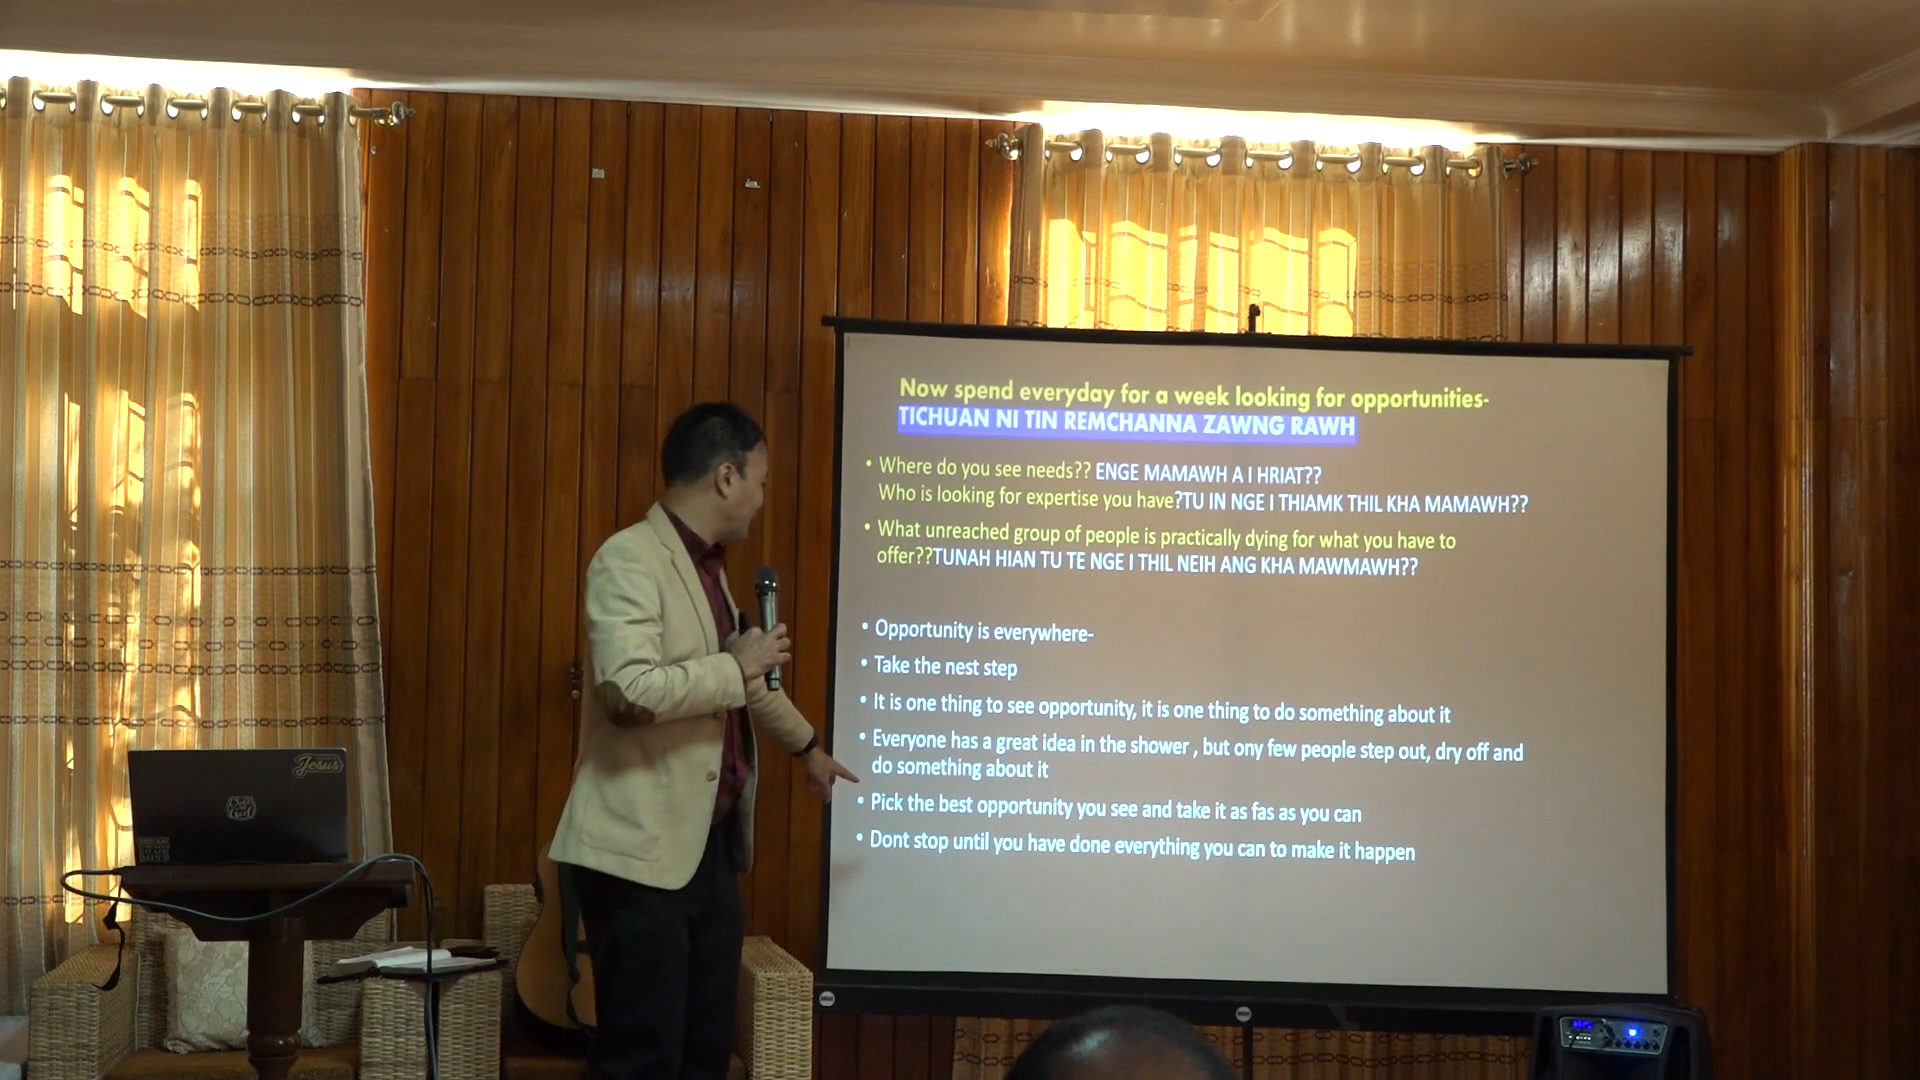 Now spend everyday for a week looking for opportunities-
TICHUAN NI TIN REMCHANNA ZAWNG RAWH
• Where do you see needs?? ENGE MAMAWH A I HRIAT??
Who is looking for expertise you have?TU IN NGE I THIAMK THIL KHA MAMAWH??
• What unreached group of people is practically dying for what you have to
offer??TUNAH HIAN TU TE NGE I THIL NEIH ANG KHA MAWMAWH??
• Opportunity is everywhere-
• Take the nest step
• It is one thing to see opportunity, it is one thing to do something about it
• Everyone has a great idea in the shower , but ony few people step out, dry off and
do something about it
• Pick the best opportunity you see and take it as fas as you can
• Dont stop until you have done everything you can to make it happen
Jesus
Child
of
God